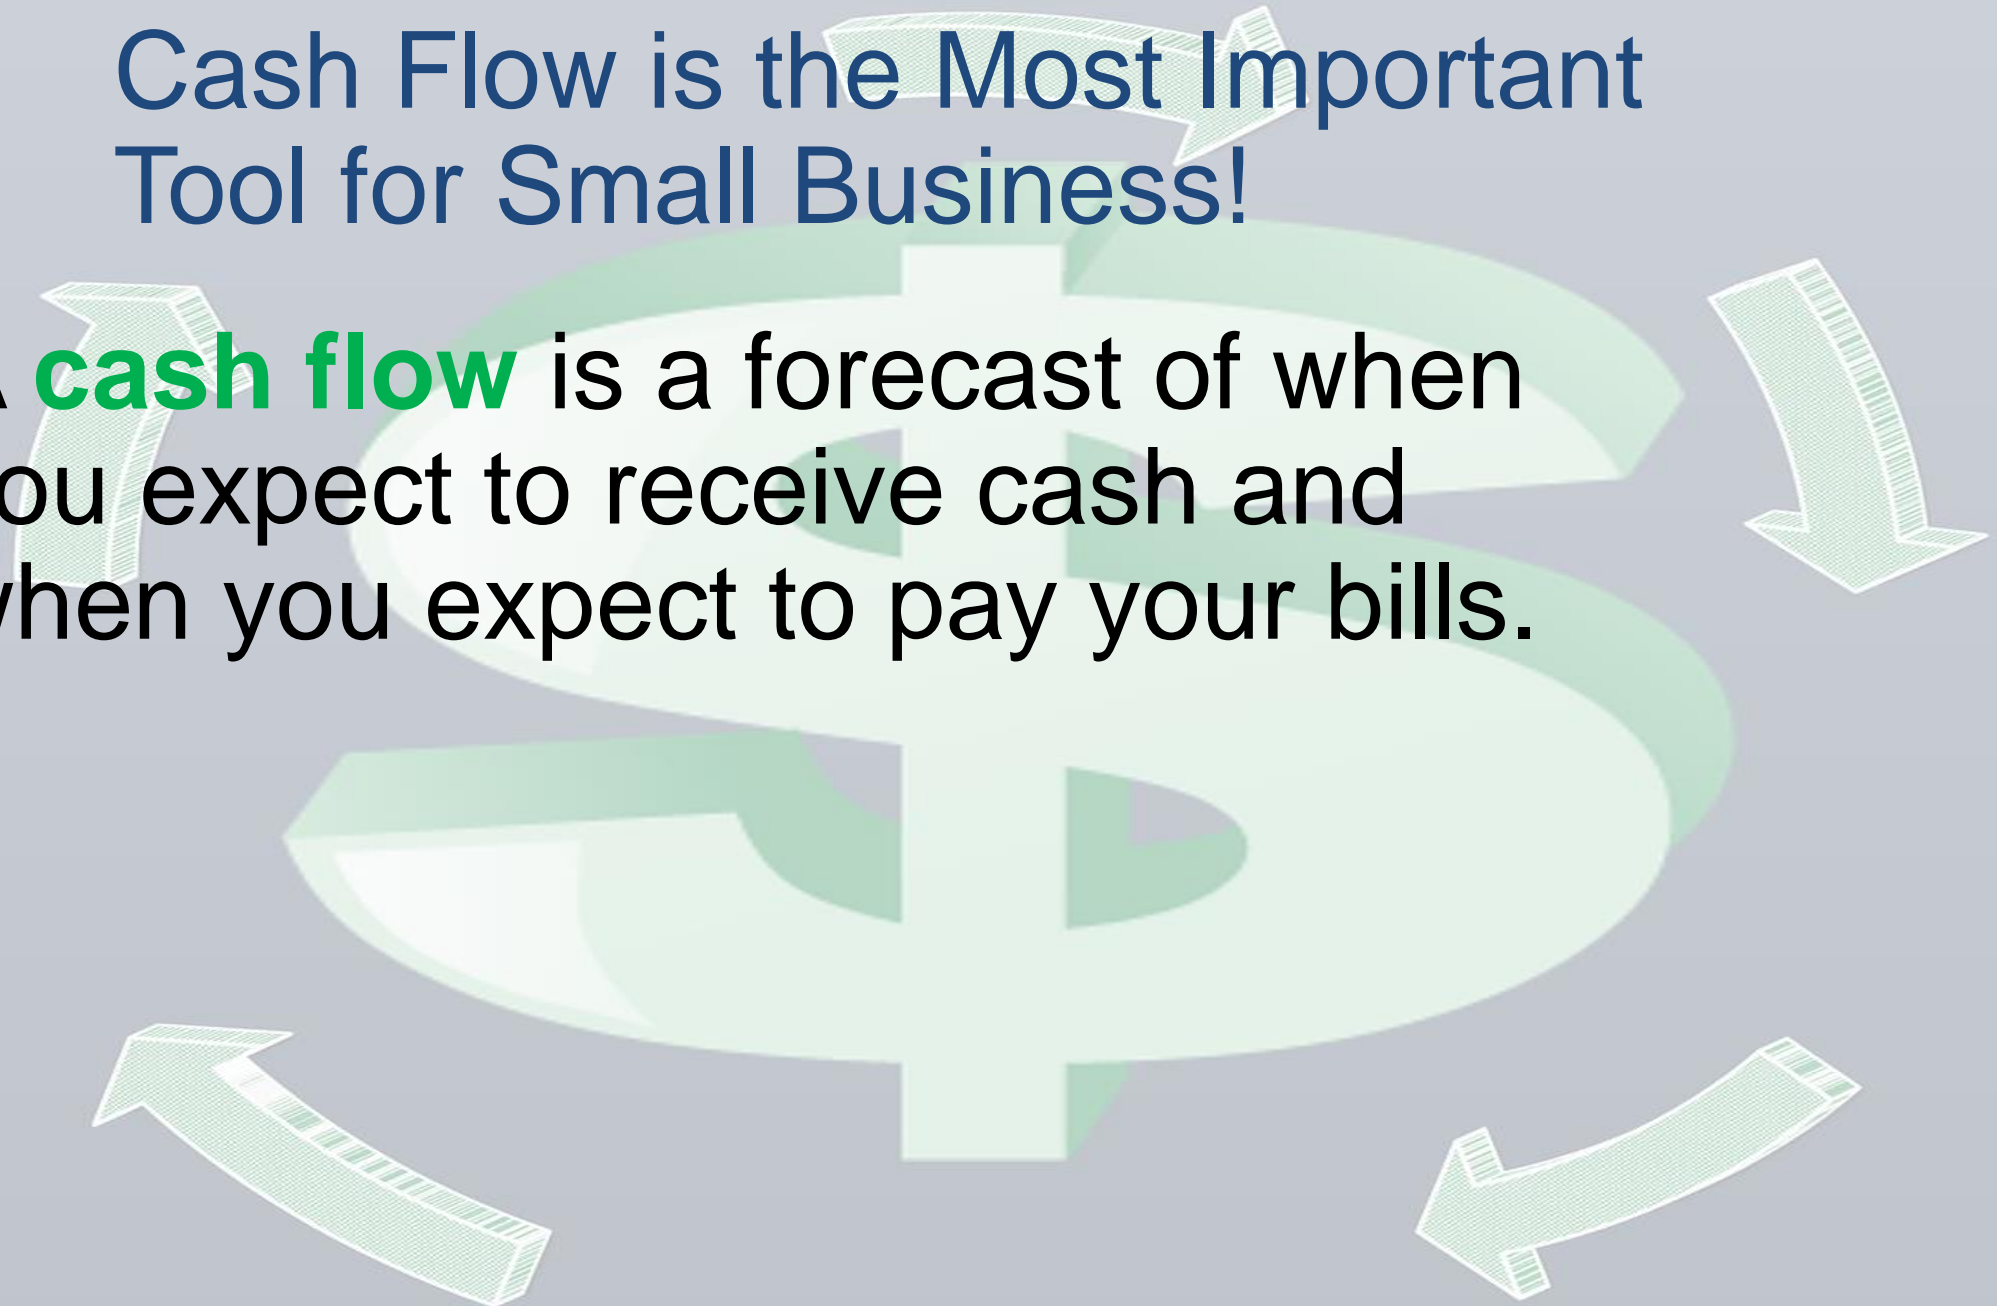 Cash Flow is the Most Important
Tool for Small Business!
cash flow is a forecast of when
ou expect to receive cash and
when you expect to pay your bills.